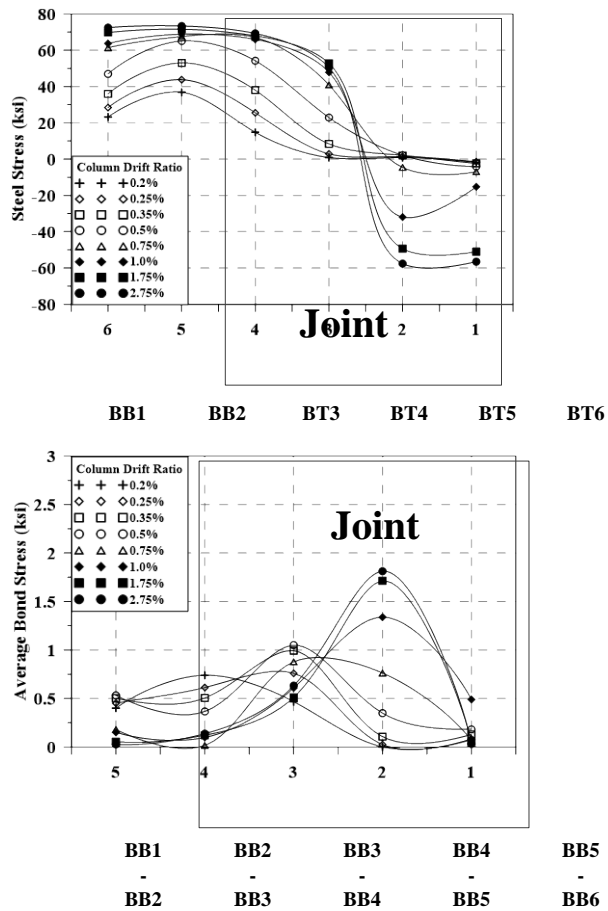 80
60
40
20
0
-20
-40
-60
-80
Steel Stress (ksi)
Column Drift Ratio
0.2%
0.25%
0.35%
0.5%
0.75%
1.0%
1.75%
2.75%
Joint
6 5 4 3 2 1
BB1 BB2 BT3 BT4 BT5 BT6
3
2.5
2
1.5
1
0.5
0
Average Bond Stress (ksi)
Column Drift Ratio
0.2%
0.25%
0.35%
0.5%
0.75%
1.0%
1.75%
2.75%
Joint
5 4 3 2 1
BB1 BB2 BB3 BB4 BB5
- - - - -
BB2 BB3 BB4 BB5 BB6